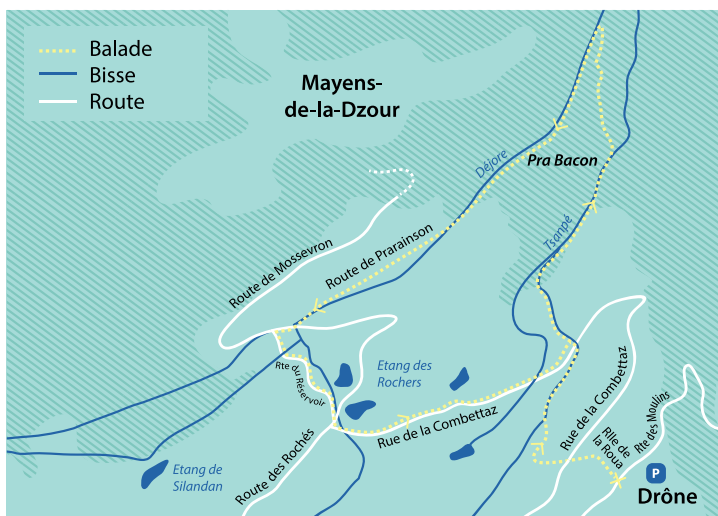 Balade
Bisse
Route
Mayens-
de-la-Dzour
Déjore
Pra Bacon
Tsanpé
Route de Mossevron
Route de Prarainson
Rte du Réservoir
Etang des
Rochers
Rue de la Combettaz
Rue de la Combettaz
Rlle de
la Roua
Rte des Moulins
Route des Rochés
Etang de
Silandan
P
Drône